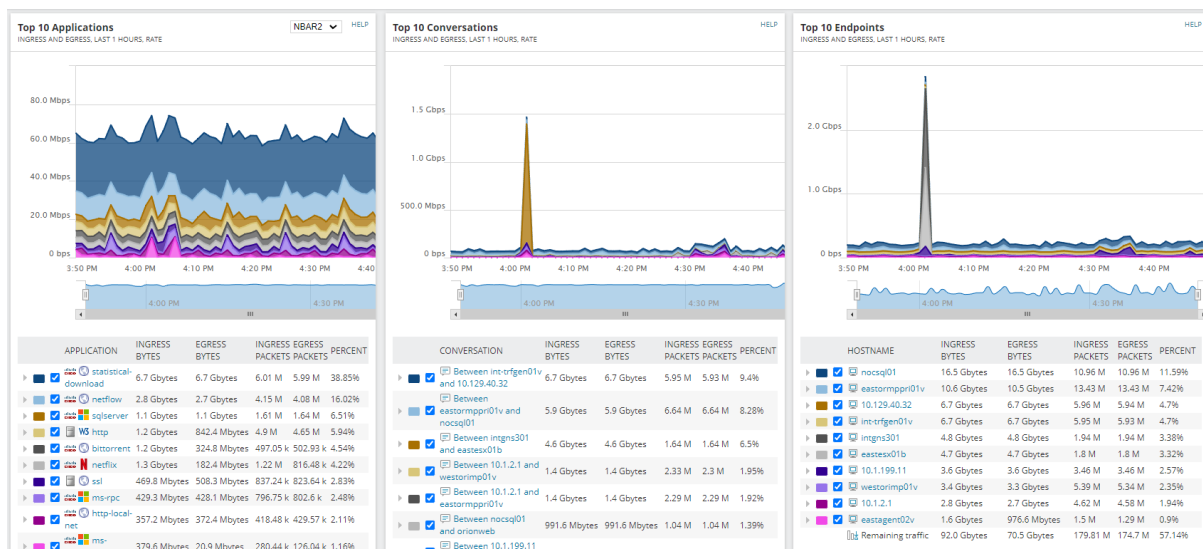 Top 10 Applications
NBAR2
HELP
INGRESS AND EGRESS, LAST 1 HOURS, RATE
80.0 Mbps
60.0 Mbps
40.0 Mbps
20.0 Mbps
0 bps
3:50 PM 4:00 PM 4:10 PM 4:20 PM 4:30 PM 4:40
4:00 PM 4:30 PM
APPLICATION INGRESS BYTES EGRESS BYTES INGRESS PACKETS EGRESS PACKETS PERCENT
statistical-download 6.7 Gbytes 6.7 Gbytes 6.01 M 5.99 M 38.85%
netflow 2.8 Gbytes 2.7 Gbytes 4.15 M 4.08 M 16.02%
sqlserver 1.1 Gbytes 1.1 Gbytes 1.61 M 1.64 M 6.51%
W3 http 1.2 Gbytes 842.4 Mbytes 4.9 M 4.65 M 5.94%
bittorrent 1.2 Gbytes 324.8 Mbytes 497.05 k 502.93 k 4.54%
netflix 1.3 Gbytes 182.4 Mbytes 1.22 M 816.48 k 4.22%
ssl 469.8 Mbytes 508.3 Mbytes 837.24 k 823.64 k 2.83%
ms-rpc 429.3 Mbytes 428.1 Mbytes 796.75 k 802.6 k 2.48%
http-local-net 357.2 Mbytes 372.4 Mbytes 418.48 k 429.57 k 2.11%
ms- 379.6 Mbytes 20.9 Mbytes 280.44 k 126.04 k 1.16%
Top 10 Conversations
HELP
INGRESS AND EGRESS, LAST 1 HOURS, RATE
1.5 Gbps
1.0 Gbps
500.0 Mbps
0 bps
3:50 PM 4:00 PM 4:10 PM 4:20 PM 4:30 PM 4:40 PM
4:00 PM 4:30 PM
CONVERSATION INGRESS BYTES EGRESS BYTES INGRESS PACKETS EGRESS PACKETS PERCENT
Between int-trfgen01v and 10.129.40.32 6.7 Gbytes 6.7 Gbytes 5.95 M 5.93 M 9.4%
Between eastormppri01v and nocsql01 5.9 Gbytes 5.9 Gbytes 6.64 M 6.64 M 8.28%
Between intgns301 and eastesx01b 4.6 Gbytes 4.6 Gbytes 1.64 M 1.64 M 6.5%
Between 10.1.2.1 and westorimp01v 1.4 Gbytes 1.4 Gbytes 2.33 M 2.3 M 1.95%
Between 10.1.2.1 and eastormppri01v 1.4 Gbytes 1.4 Gbytes 2.29 M 2.29 M 1.92%
Between nocsql01 and orionweb 991.6 Mbytes 991.6 Mbytes 1.04 M 1.04 M 1.39%
Between 10.1.199.11
Top 10 Endpoints
HELP
INGRESS AND EGRESS, LAST 1 HOURS, RATE
2.0 Gbps
1.0 Gbps
0 bps
3:50 PM 4:00 PM 4:10 PM 4:20 PM 4:30 PM 4:40 PM
4:00 PM 4:30 PM
HOSTNAME INGRESS BYTES EGRESS BYTES INGRESS PACKETS EGRESS PACKETS PERCENT
nocsql01 16.5 Gbytes 16.5 Gbytes 10.96 M 10.96 M 11.59%
eastormppri01v 10.6 Gbytes 10.5 Gbytes 13.43 M 13.43 M 7.42%
10.129.40.32 6.7 Gbytes 6.7 Gbytes 5.96 M 5.94 M 4.7%
int-trfgen01v 6.7 Gbytes 6.7 Gbytes 5.95 M 5.93 M 4.7%
intgns301 4.8 Gbytes 4.8 Gbytes 1.94 M 1.94 M 3.38%
eastesx01b 4.7 Gbytes 4.7 Gbytes 1.8 M 1.8 M 3.32%
10.1.199.11 3.6 Gbytes 3.6 Gbytes 3.46 M 3.46 M 2.57%
westorimp01v 3.4 Gbytes 3.3 Gbytes 5.39 M 5.34 M 2.35%
10.1.2.1 2.8 Gbytes 2.7 Gbytes 4.62 M 4.58 M 1.94%
eastagent02v 1.6 Gbytes 976.6 Mbytes 1.5 M 1.29 M 0.9%
Remaining traffic 92.0 Gbytes 70.5 Gbytes 179.81 M 174.7 M 57.14%